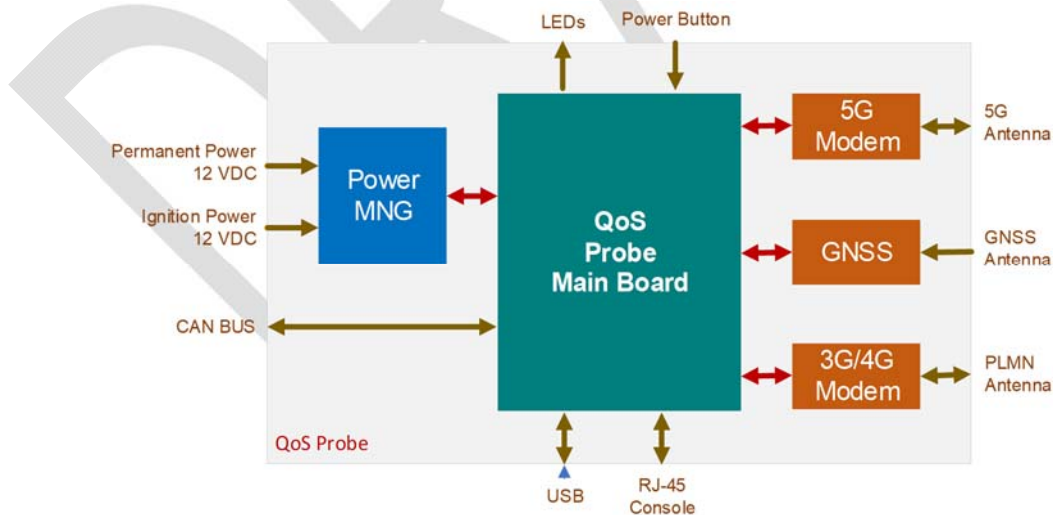 LEDs
Power Button
5G
Modem
5G
Antenna
Permanent Power
12 VDC
Power
MNG
Ignition Power
12 VDC
QoS
Probe
Main Board
GNSS
GNSS
Antenna
CAN BUS
3G/4G
Modem
PLMN
Antenna
QoS Probe
USB
RJ-45
Console